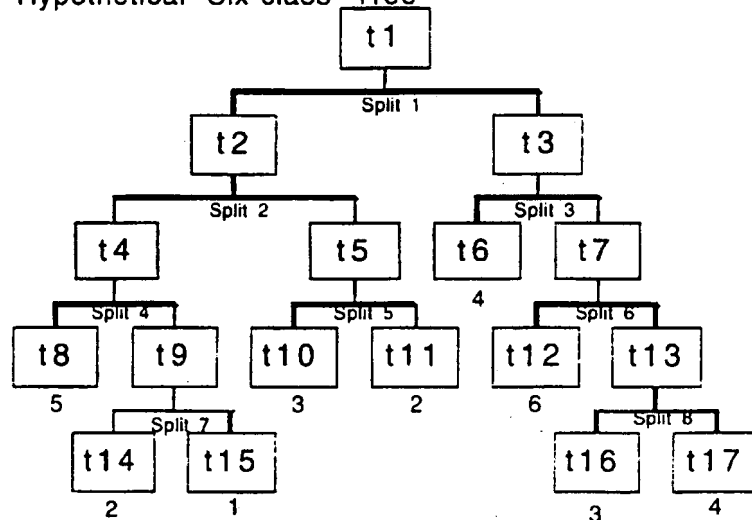 Hypothetical Six-class Tree
t1
Split 1
t2 t3
Split 2 Split 3
t4 t5 t6 t7
4
Split 4 Split 5 Split 6
t8 t9 t10 t11 t12 t13
5 3 2 6
Split 7 Split 8
t14 t15 t16 t17
2 1 3 4